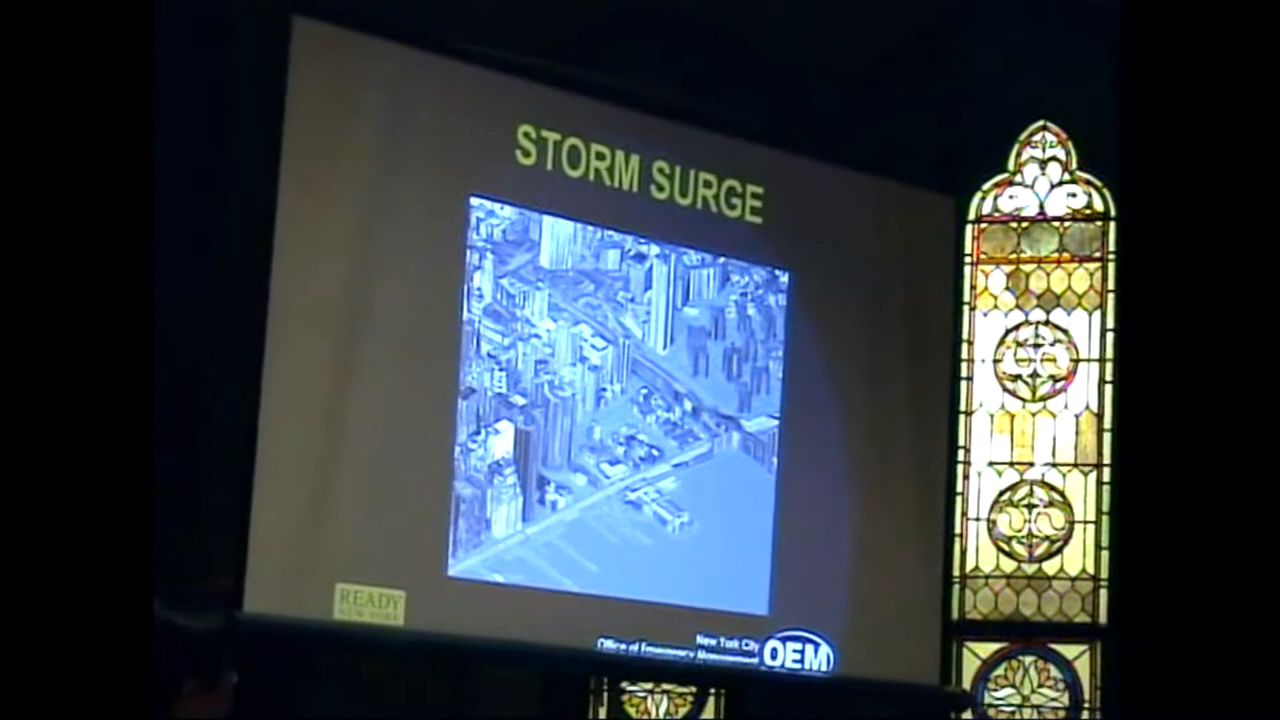 STORM SURGE
READY
NEW YORK
New York City
Office of Emergency Management
OEM